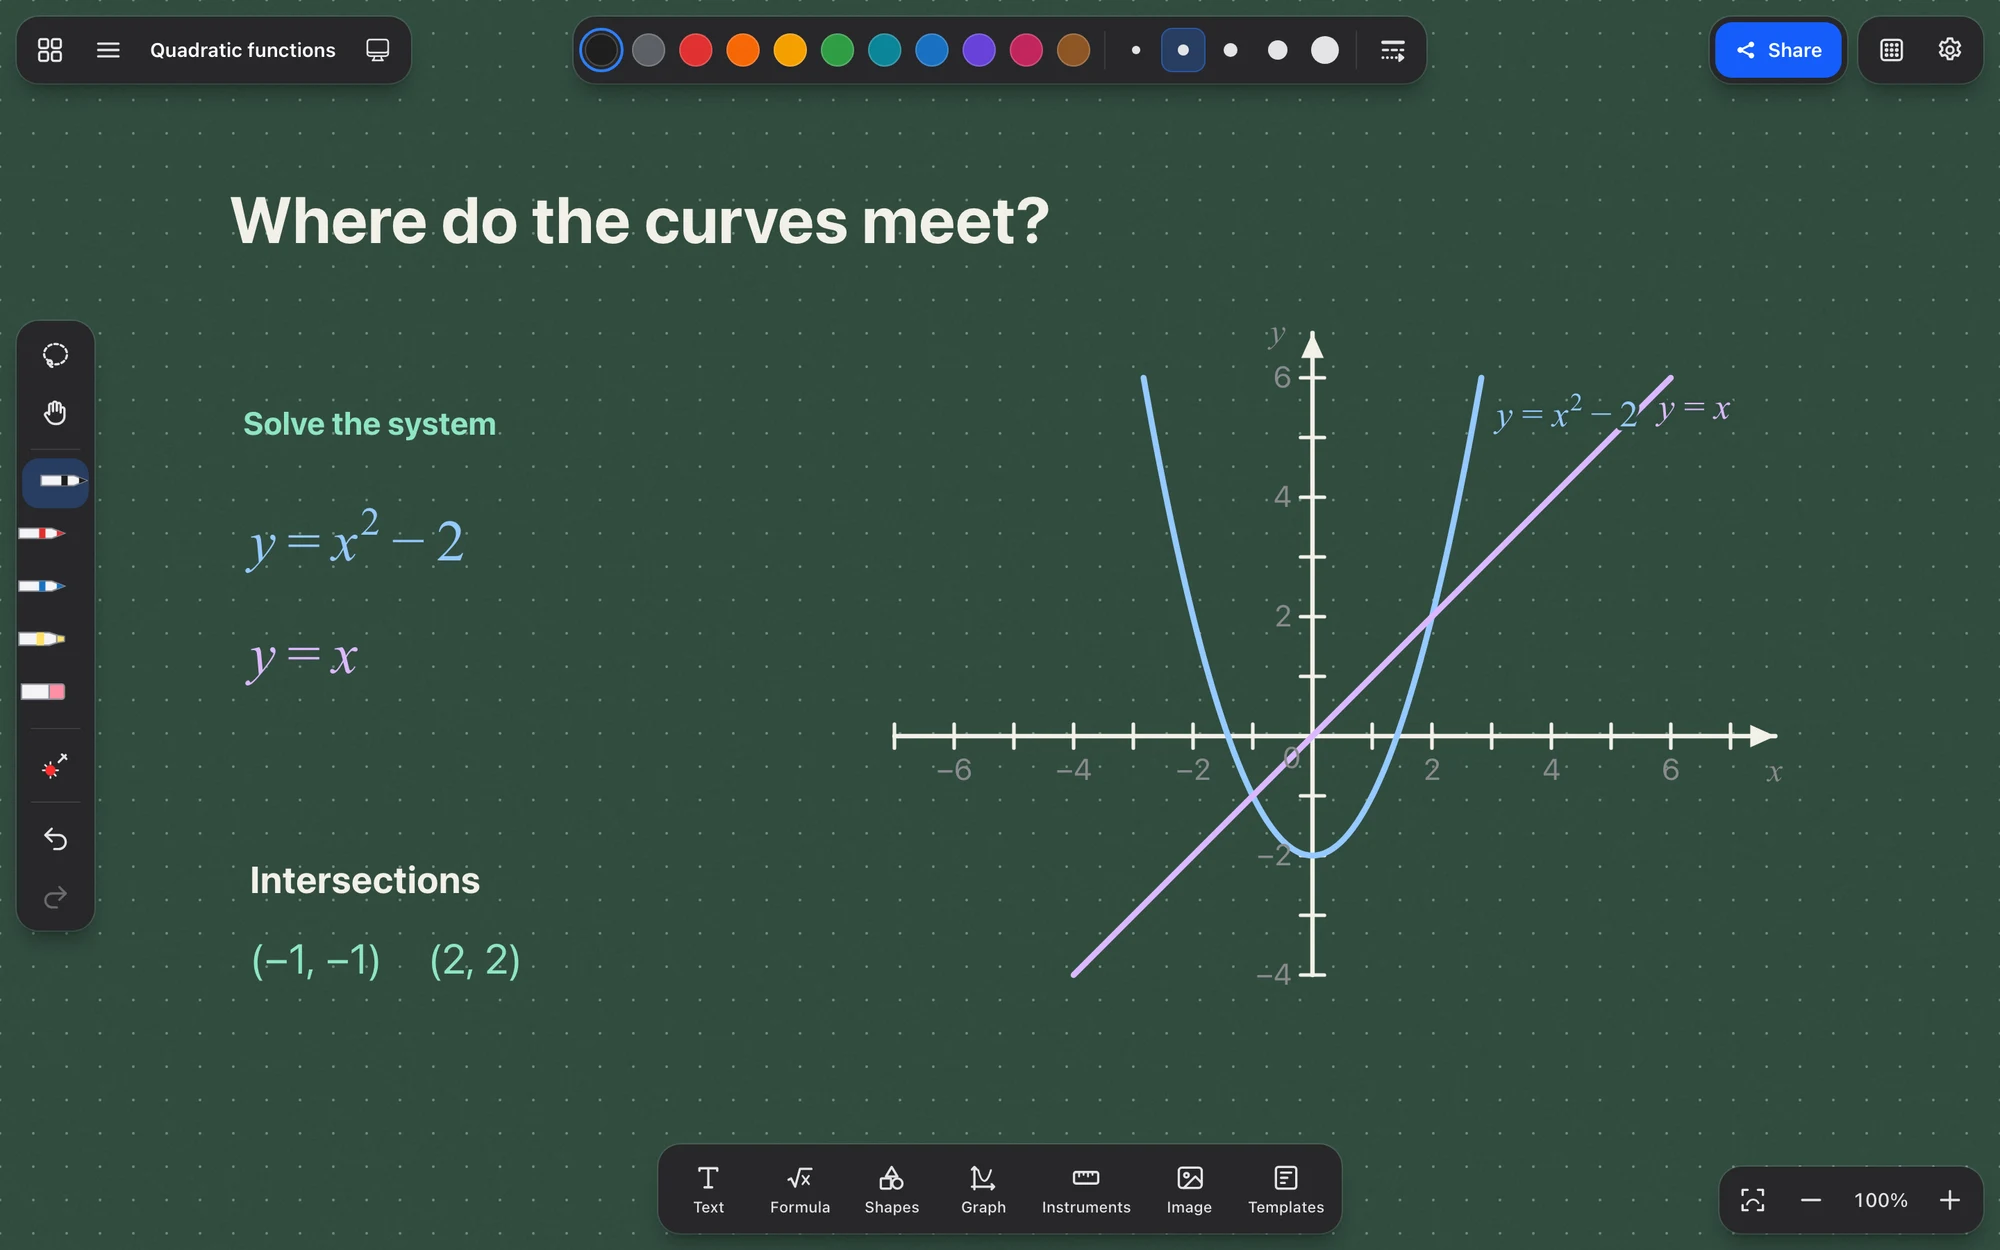 Quadratic functions
Share
Where do the curves meet?
Solve the system
y = x² − 2
y = x
Intersections
(−1, −1) (2, 2)
y
6
4
2
0
−2
−4
−6 −4 −2 2 4 6
x
y = x² − 2
y = x
Text Formula Shapes Graph Instruments Image Templates
100%